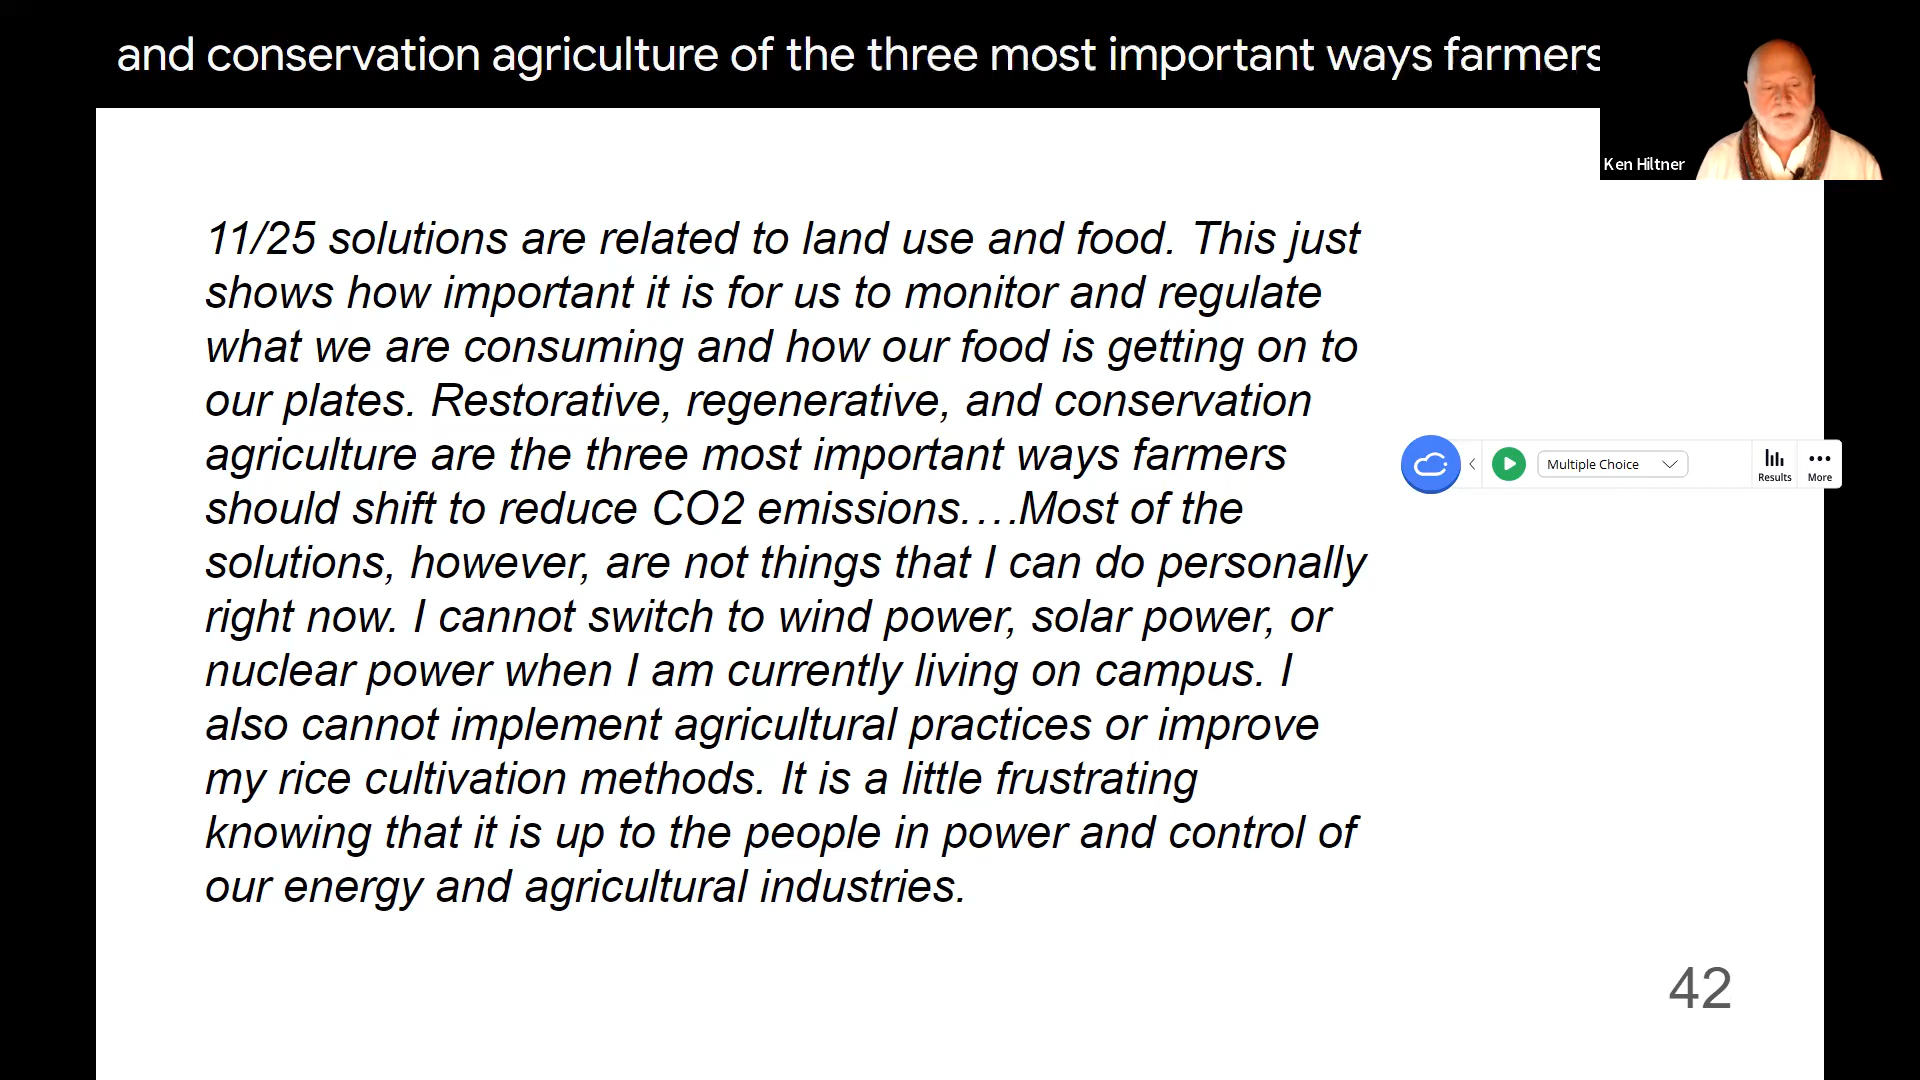 and conservation agriculture of the three most important ways farmers
Ken Hiltner
11/25 solutions are related to land use and food. This just
shows how important it is for us to monitor and regulate
what we are consuming and how our food is getting on to
our plates. Restorative, regenerative, and conservation
agriculture are the three most important ways farmers
should shift to reduce CO2 emissions….Most of the
solutions, however, are not things that I can do personally
right now. I cannot switch to wind power, solar power, or
nuclear power when I am currently living on campus. I
also cannot implement agricultural practices or improve
my rice cultivation methods. It is a little frustrating
knowing that it is up to the people in power and control of
our energy and agricultural industries.
Multiple Choice
Results
More
42